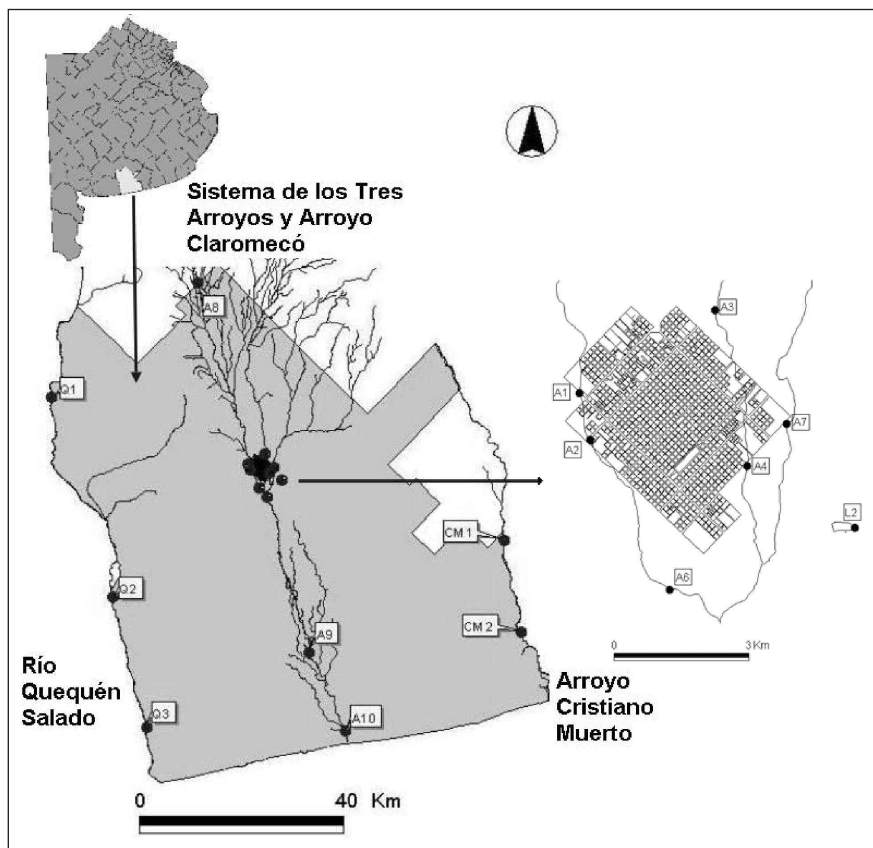 Sistema de los Tres
Arroyos y Arroyo
Claromecó
A8
Q1
A3
A1
A7
A2
A4
L2
CM 1
A6
Q2
0 3 Km
A9
CM 2
Río
Quequén
Salado
Q3
A10
Arroyo
Cristiano
Muerto
0 40 Km